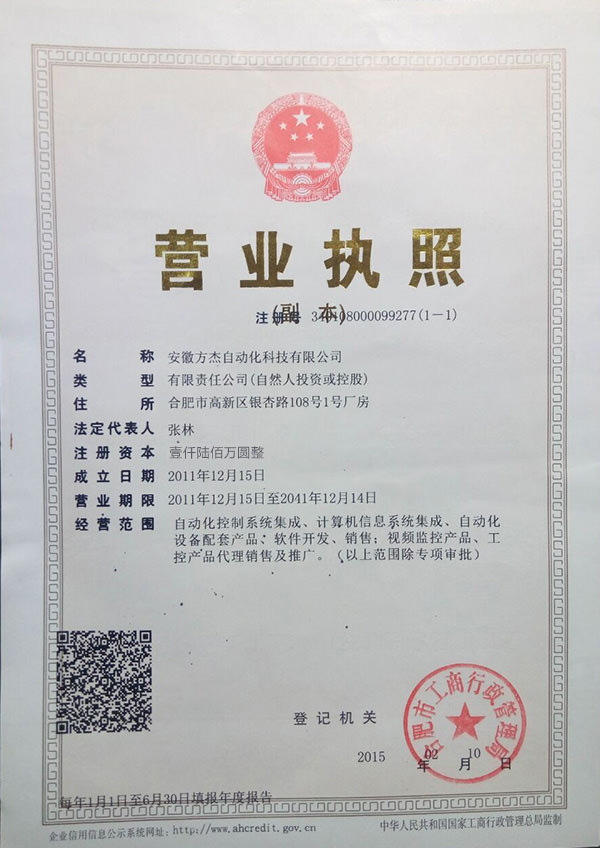 营业执照
(副 本)
注册号 340108000099277(1-1)
名 称 安徽方杰自动化科技有限公司
类 型 有限责任公司(自然人投资或控股)
住 所 合肥市高新区银杏路108号1号厂房
法定代表人 张林
注册资本 壹仟陆佰万圆整
成立日期 2011年12月15日
营业期限 2011年12月15日至2041年12月14日
经营范围 自动化控制系统集成、计算机信息系统集成、自动化
设备配套产品、软件开发、销售；视频监控产品、工
控产品代理销售及推广。（以上范围除专项审批）
合肥市工商行政管理局
登记机关
2015 年 02 月 10 日
每年1月1日至6月30日填报年度报告
企业信用信息公示系统网址: http://www.ahcredit.gov.cn
中华人民共和国国家工商行政管理总局监制